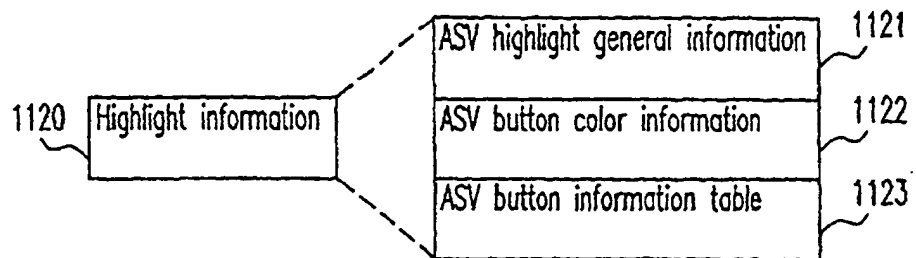 1120
Highlight information
ASV highlight general information
1121
ASV button color information
1122
ASV button information table
1123